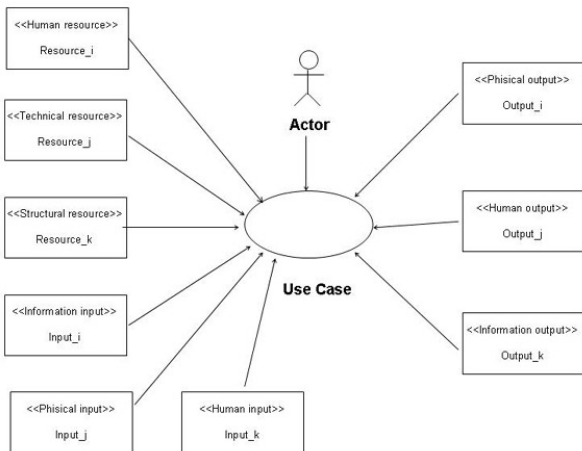 <<Human resource>>
Resource_i
<<Technical resource>>
Resource_j
<<Structural resource>>
Resource_k
<<Information input>>
Input_i
<<Phisical input>>
Input_j
<<Human input>>
Input_k
Actor
Use Case
<<Phisical output>>
Output_i
<<Human output>>
Output_j
<<Information output>>
Output_k